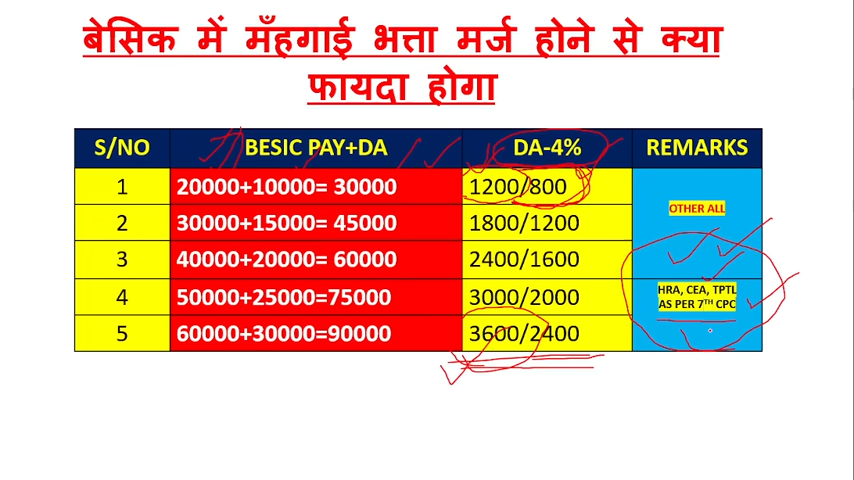 बेसिक में मँहगाई भत्ता मर्ज होने से क्या
फायदा होगा
S/NO BESIC PAY+DA DA-4% REMARKS
1 20000+10000= 30000 1200/800
OTHER ALL
2 30000+15000= 45000 1800/1200
3 40000+20000= 60000 2400/1600
4 50000+25000=75000 3000/2000
HRA, CEA, TPTL
AS PER 7TH CPC
5 60000+30000=90000 3600/2400